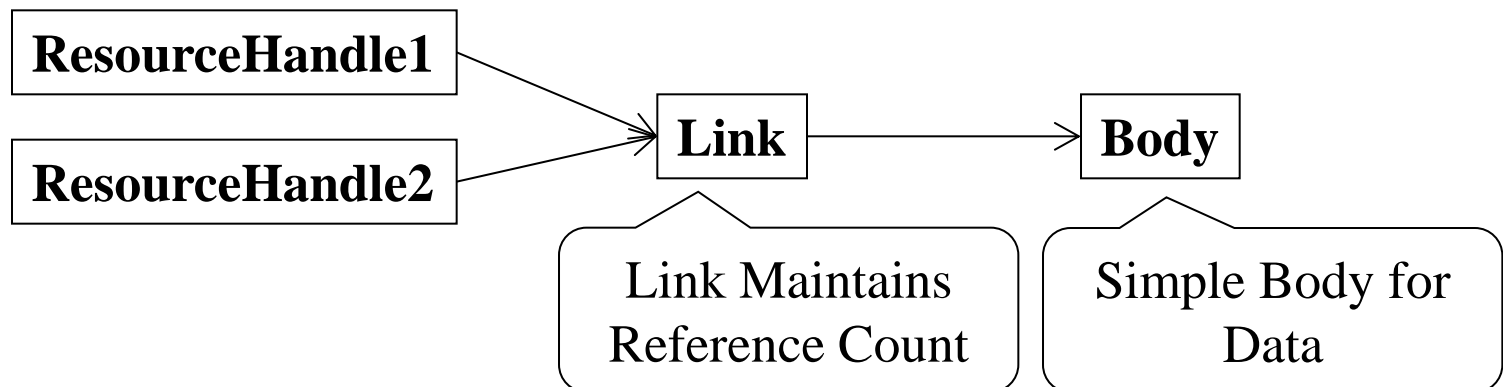 ResourceHandle1
ResourceHandle2
Link
Body
Link Maintains
Reference Count
Simple Body for
Data